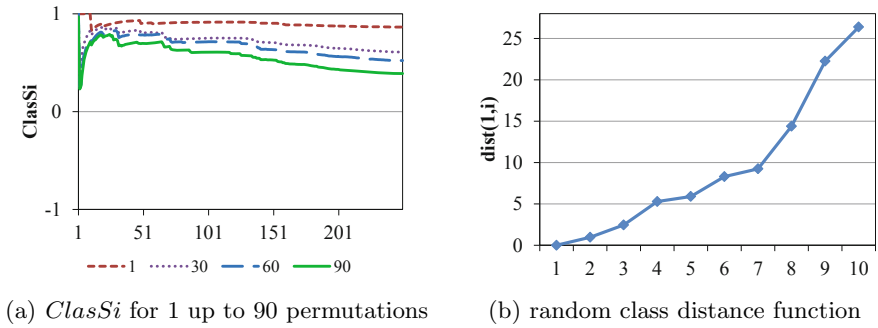 1
0
-1
ClasSi
1 51 101 151 201
1 30 60 90
(a) ClasSi for 1 up to 90 permutations
25
20
15
10
5
0
dist(1,i)
1 2 3 4 5 6 7 8 9 10
(b) random class distance function